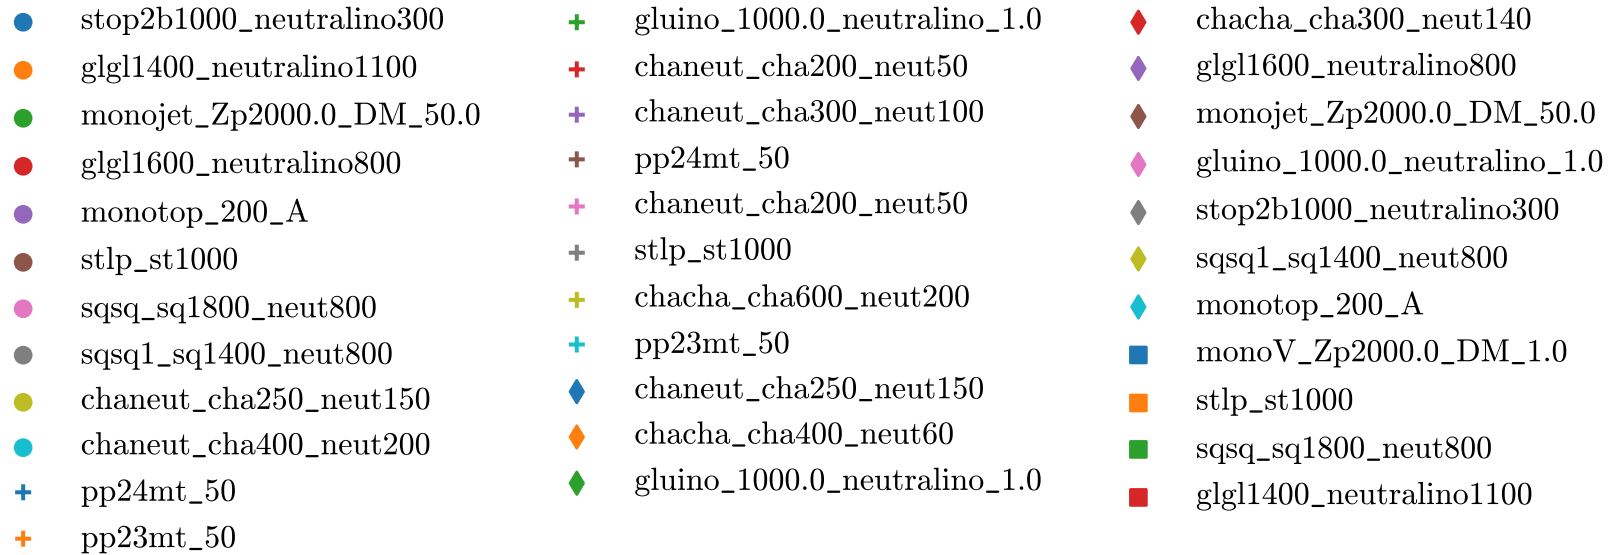 stop2b1000_neutralino300
glgl1400_neutralino1100
monojet_Zp2000.0_DM_50.0
glgl1600_neutralino800
monotop_200_A
stlp_st1000
sqsq_sq1800_neut800
sqsq1_sq1400_neut800
chaneut_cha250_neut150
chaneut_cha400_neut200
pp24mt_50
pp23mt_50
gluino_1000.0_neutralino_1.0
chaneut_cha200_neut50
chaneut_cha300_neut100
pp24mt_50
chaneut_cha200_neut50
stlp_st1000
chacha_cha600_neut200
pp23mt_50
chaneut_cha250_neut150
chacha_cha400_neut60
gluino_1000.0_neutralino_1.0
chacha_cha300_neut140
glgl1600_neutralino800
monojet_Zp2000.0_DM_50.0
gluino_1000.0_neutralino_1.0
stop2b1000_neutralino300
sqsq1_sq1400_neut800
monotop_200_A
monoV_Zp2000.0_DM_1.0
stlp_st1000
sqsq_sq1800_neut800
glgl1400_neutralino1100